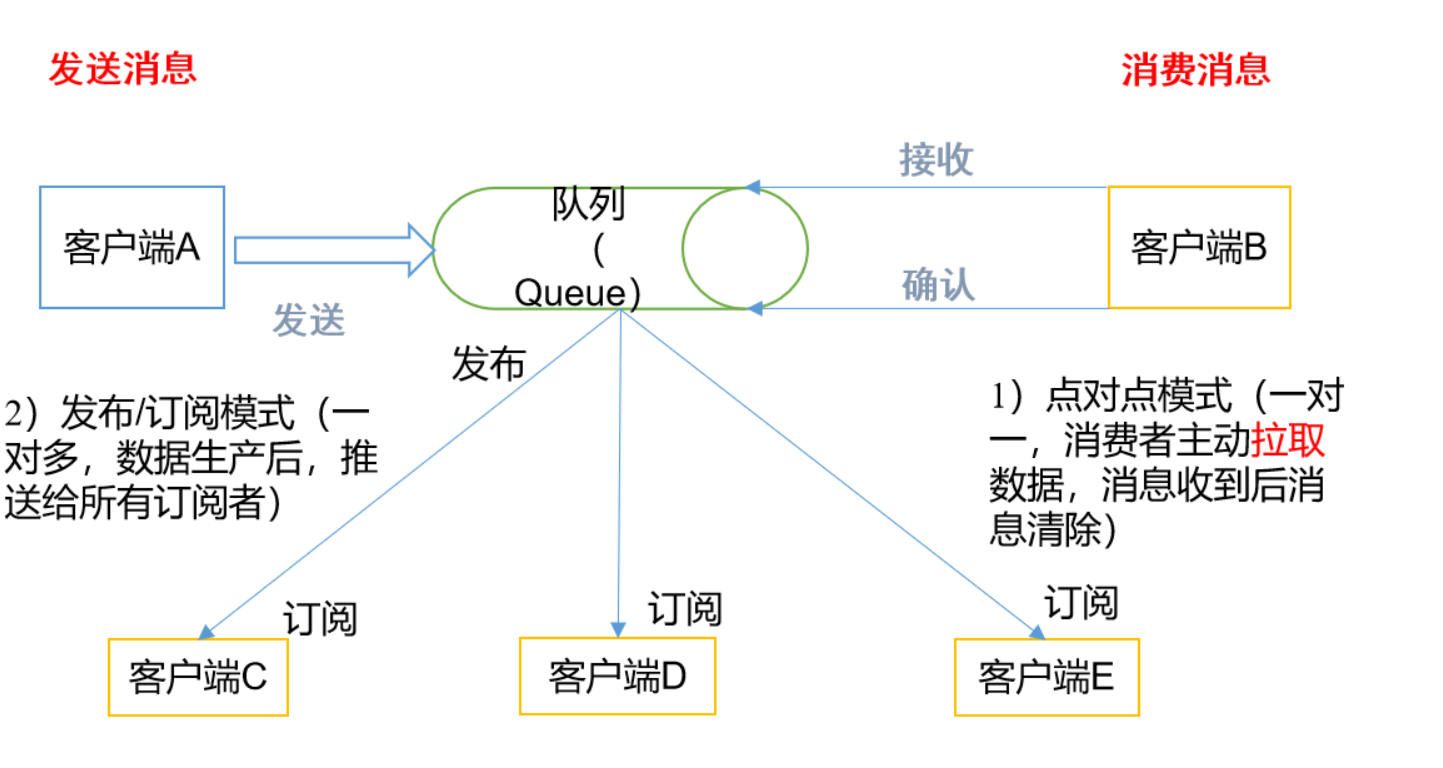 发送消息
消费消息
接收
客户端A
队列
（
Queue）
客户端B
发送
确认
发布
2）发布/订阅模式（一
对多，数据生产后，推
送给所有订阅者）
1）点对点模式（一对
一，消费者主动拉取
数据，消息收到后消
息清除）
订阅
订阅
订阅
客户端C
客户端D
客户端E